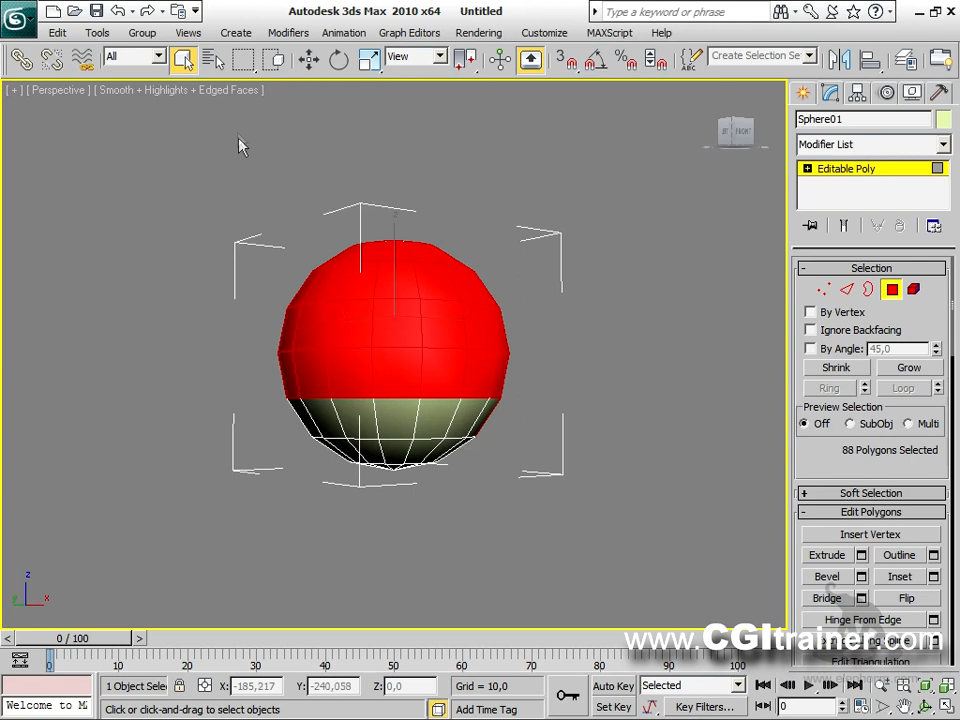 Autodesk 3ds Max 2010 x64 Untitled
Type a keyword or phrase
Edit Tools Group Views Create Modifiers Animation Graph Editors Rendering Customize MAXScript Help
All
View
3
Create Selection Se
[ + ] [ Perspective ] [ Smooth + Highlights + Edged Faces ]
FRONT
Sphere01
Modifier List
Editable Poly
Selection
By Vertex
Ignore Backfacing
By Angle: 45,0
Shrink Grow
Ring Loop
Preview Selection
Off SubObj Multi
88 Polygons Selected
Soft Selection
Edit Polygons
Insert Vertex
Extrude Outline
Bevel Inset
Bridge Flip
Hinge From Edge
Edit Triangulation
z
z
x
www.CGItrainer.com
0 / 100
0 10 20 30 40 50 60 70 80 90 100
1 Object Selec X: -185,217 Y: -240,058 Z: 0,0 Grid = 10,0 Auto Key Selected
Welcome to M
Click or click-and-drag to select objects Add Time Tag Set Key Key Filters... 0